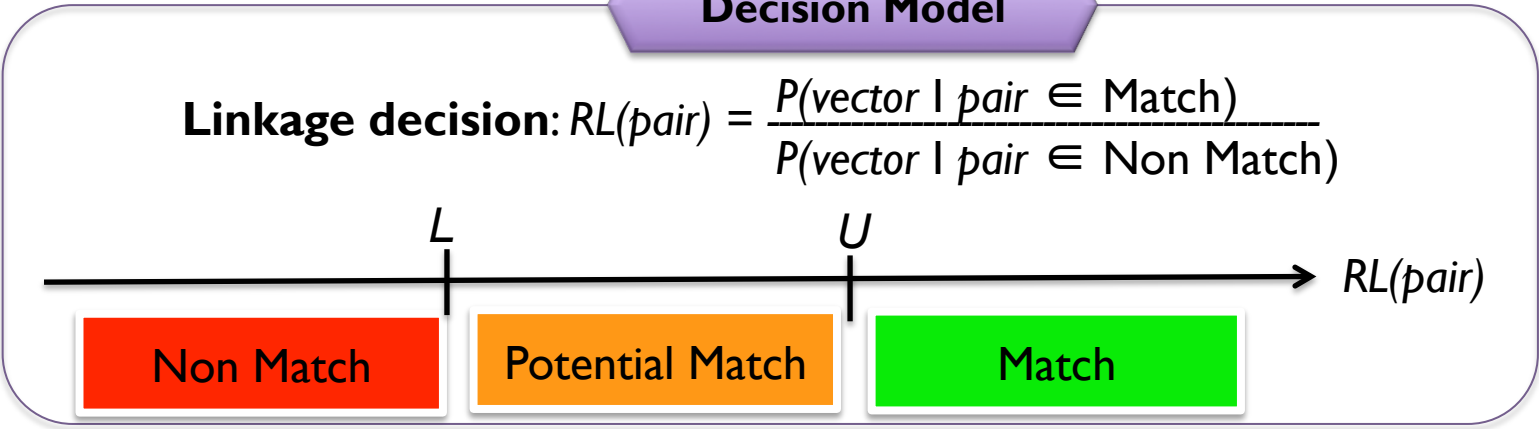 Decision Model
Linkage decision: RL(pair) = P(vector | pair ∈ Match)
P(vector | pair ∈ Non Match)
L
U
RL(pair)
Non Match
Potential Match
Match